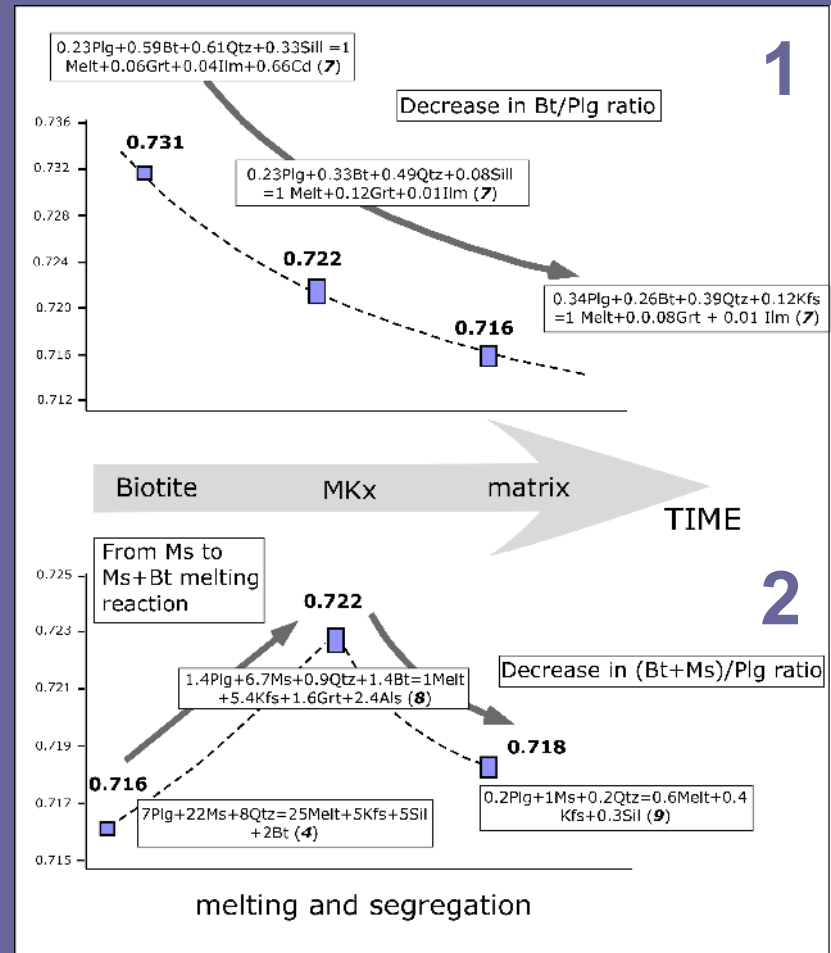 0.23Plg+0.59Bt+0.61Qtz+0.33Sill =1
Melt+0.06Grt+0.04Ilm+0.66Cd (7)
1
Decrease in Bt/Plg ratio
0.736
0.731
0.732
0.23Plg+0.33Bt+0.49Qtz+0.08Sill
=1 Melt+0.12Grt+0.01Ilm (7)
0.728
0.724
0.722
0.34Plg+0.26Bt+0.39Qtz+0.12Kfs
=1 Melt+0.0.08Grt + 0.01 Ilm (7)
0.720
0.716
0.716
0.712
Biotite
MKx
matrix
TIME
From Ms to
Ms+Bt melting
reaction
2
0.725
0.722
0.723
Decrease in (Bt+Ms)/Plg ratio
1.4Plg+6.7Ms+0.9Qtz+1.4Bt=1Melt
+5.4Kfs+1.6Grt+2.4Als (8)
0.721
0.719
0.718
0.716
0.717
7Plg+22Ms+8Qtz=25Melt+5Kfs+5Sil
+2Bt (4)
0.2Plg+1Ms+0.2Qtz=0.6Melt+0.4
Kfs+0.3Sil (9)
0.715
melting and segregation